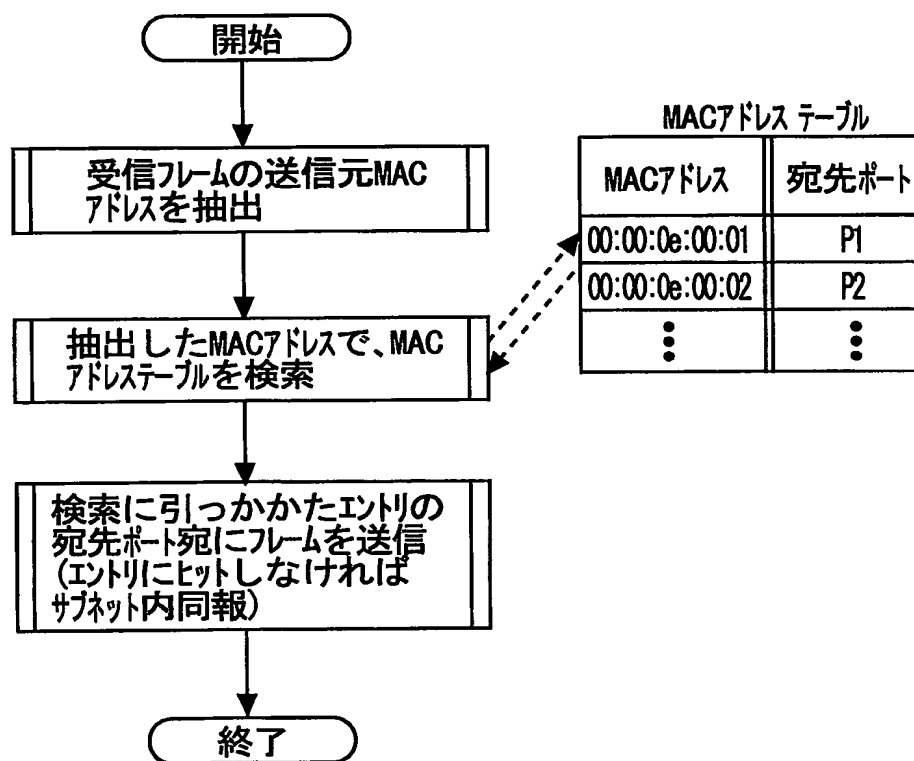 開始
受信フレームの送信元MAC
アドレスを抽出
抽出したMACアドレスで、MAC
アドレステーブルを検索
検索に引っかかたエントリの
宛先ポート宛にフレームを送信
(エントリにヒットしなければ
サブネット内同報)
終了
MACアドレス テーブル
MACアドレス 宛先ポート
00:00:0e:00:01 P1
00:00:0e:00:02 P2